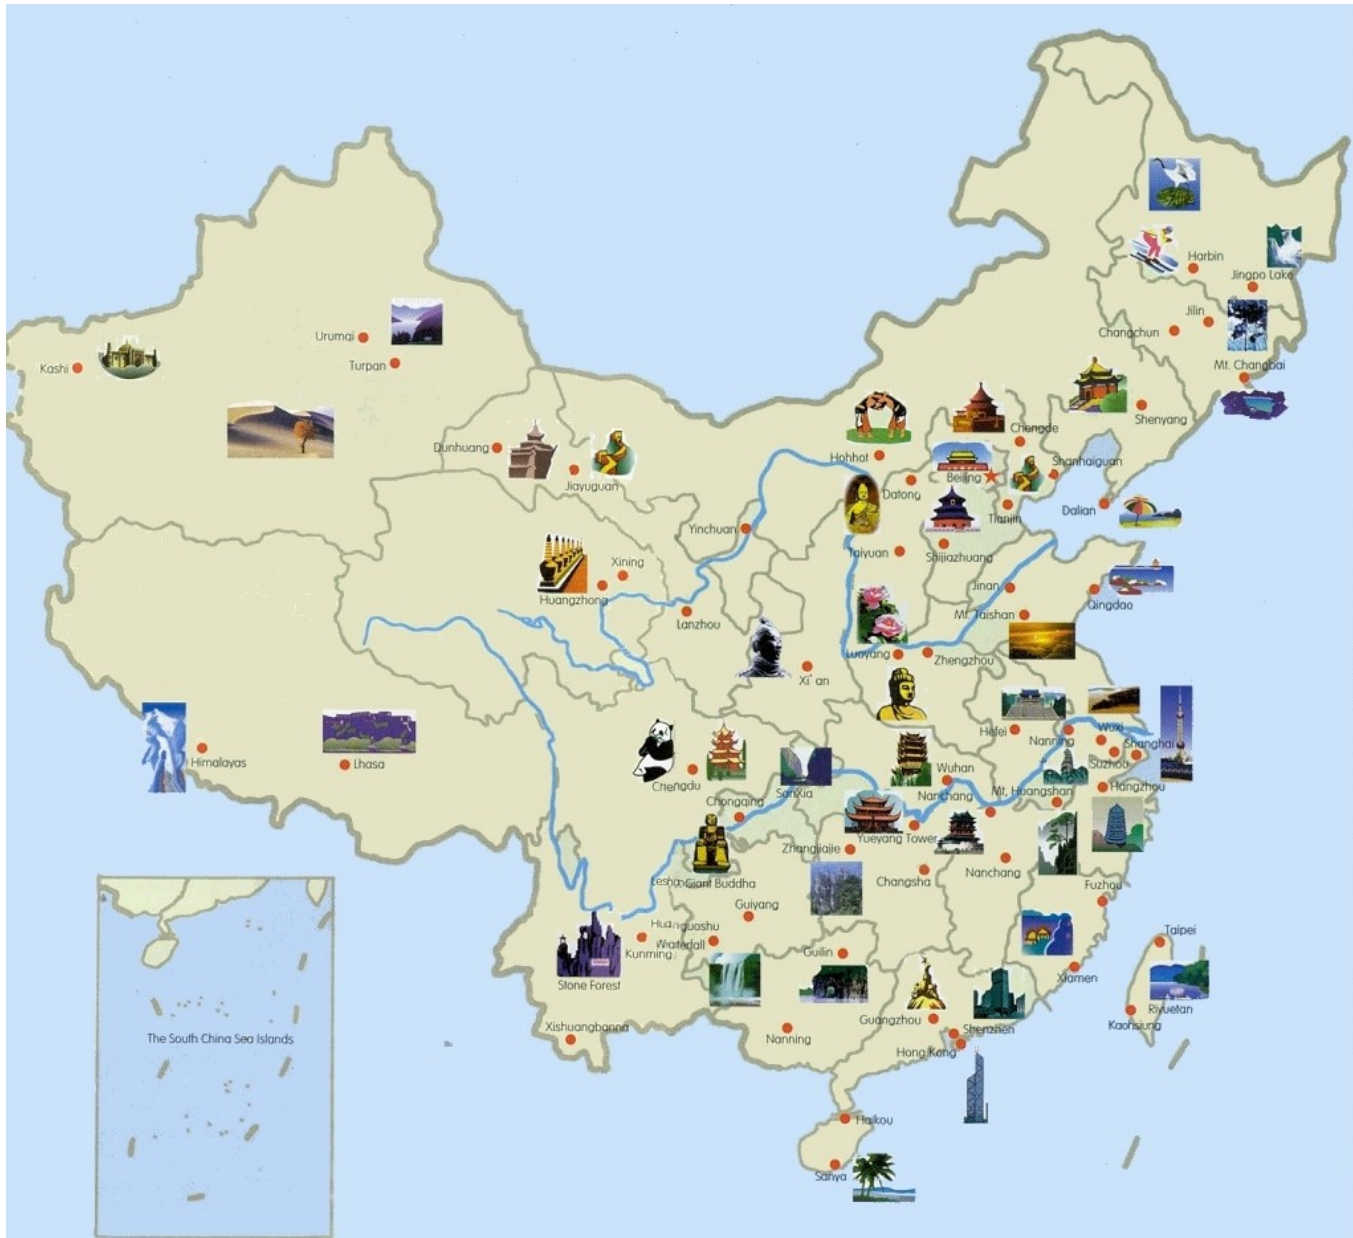 Harbin
Jingpo Lake
Jilin
Changchun
Urumqi
Turpan
Kashi
Mt. Changbai
Shenyang
Chengde
Dunhuang
Jiayuguan
Hohhot
Shanhaiguan
Beijing
Datong
Tianjin
Dalian
Yinchuan
Taiyuan
Shijiazhuang
Xining
Huangzhong
Jinan
Qingdao
Lanzhou
Mt. Taishan
Luoyang
Zhengzhou
Xi' an
Hefei
Nanning
Wuxi
Shanghai
Suzhou
Himalayas
Lhasa
Chengdu
SanXia
Wuhan
Nanchang
Mt. Huangshan
Hangzhou
Chongqing
Yueyang Tower
Zhangjiajie
Changsha
Nanchang
Giant Buddha
Fuzhou
Guiyang
Waterfall
Kunming
Guilin
Taipei
Xiamen
Stone Forest
Riyuetan
Kaohsiung
Guangzhou
Shenzhen
Xishuangbanna
Nanning
Hong Kong
The South China Sea Islands
Haikou
Sanya